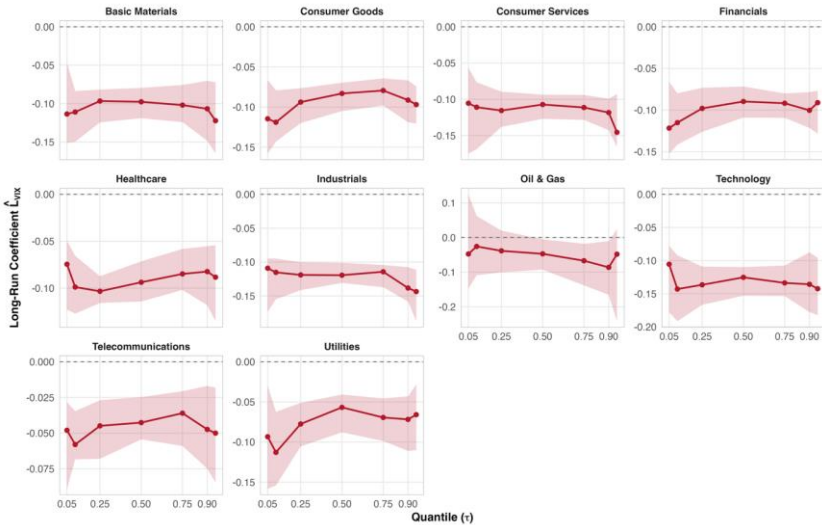 Basic Materials
Consumer Goods
Consumer Services
Financials
0.00
-0.05
-0.10
-0.15
0.00
-0.05
-0.10
-0.15
0.00
-0.05
-0.10
-0.15
0.00
-0.05
-0.10
-0.15
Healthcare
Industrials
Oil & Gas
Technology
0.00
-0.05
-0.10
0.00
-0.05
-0.10
-0.15
0.1
0.0
-0.1
-0.2
0.00
-0.05
-0.10
-0.15
-0.20
0.05 0.25 0.50 0.75 0.90
0.05 0.25 0.50 0.75 0.90
Telecommunications
Utilities
0.000
-0.025
-0.050
-0.075
0.00
-0.05
-0.10
-0.15
0.05 0.25 0.50 0.75 0.90
0.05 0.25 0.50 0.75 0.90
Long-Run Coefficient L̂VIX
Quantile (τ)